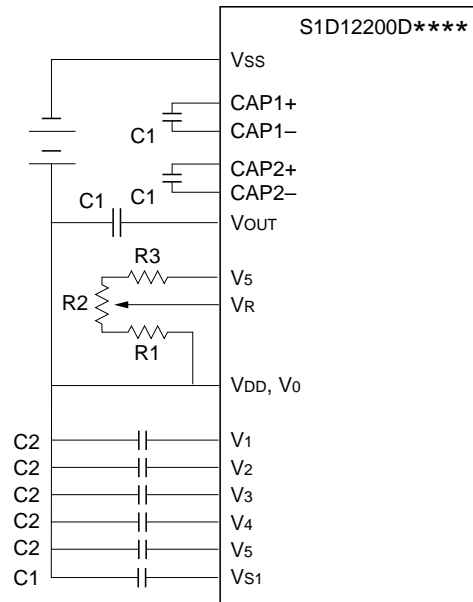 S1D12200D****
VSS
CAP1+
C1
CAP1–
CAP2+
C1
CAP2–
C1
VOUT
R3
V5
R2
VR
R1
VDD, V0
C2 V1
C2 V2
C2 V3
C2 V4
C2 V5
C1 VS1